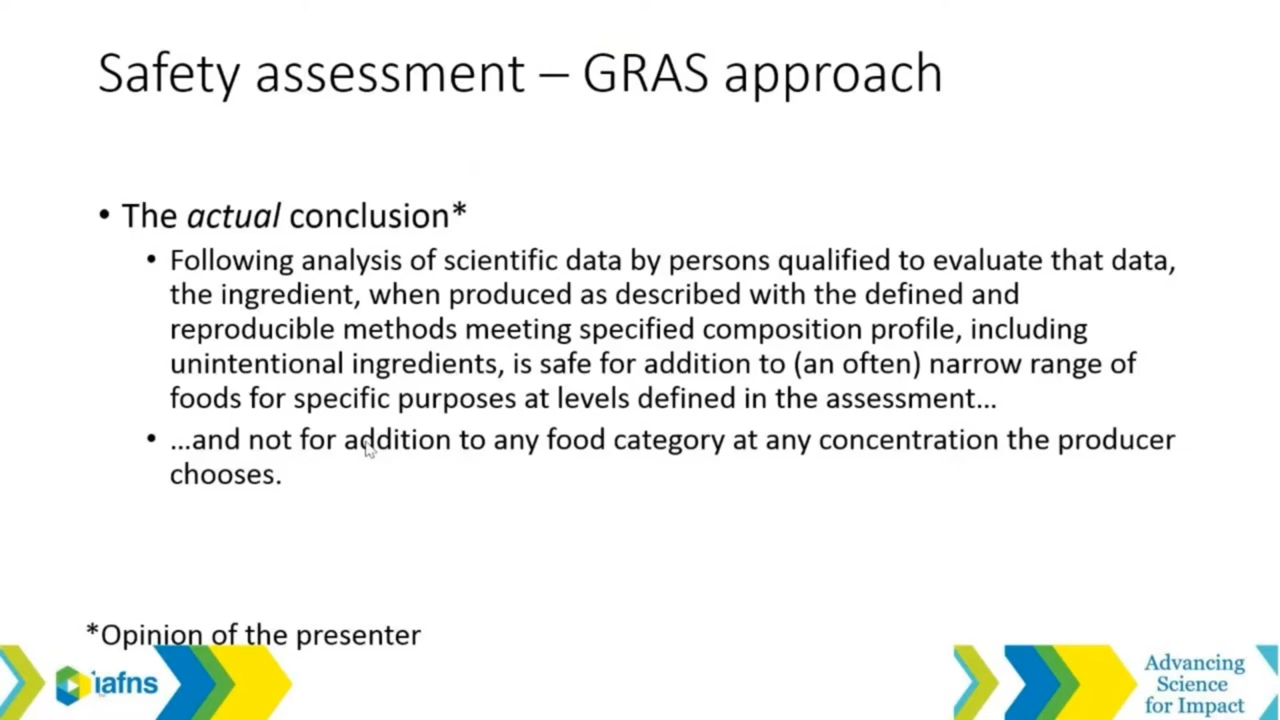 Safety assessment – GRAS approach
• The actual conclusion*
• Following analysis of scientific data by persons qualified to evaluate that data,
the ingredient, when produced as described with the defined and
reproducible methods meeting specified composition profile, including
unintentional ingredients, is safe for addition to (an often) narrow range of
foods for specific purposes at levels defined in the assessment…
• …and not for addition to any food category at any concentration the producer
chooses.
*Opinion of the presenter
iafns
Advancing
Science
for Impact